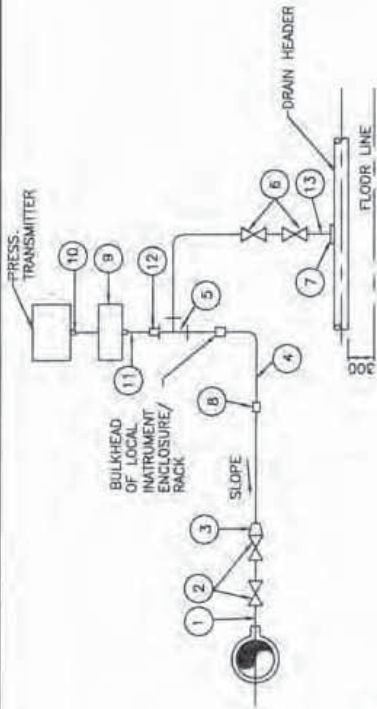 PRESS.
TRANSMITTER
10
9
11
12
BULKHEAD
OF LOCAL
INATRUMENT
ENCLOSURE/
RACK
5
6
DRAIN HEADER
13
7
FLOOR LINE
300
4
8
SLOPE
3
2
1